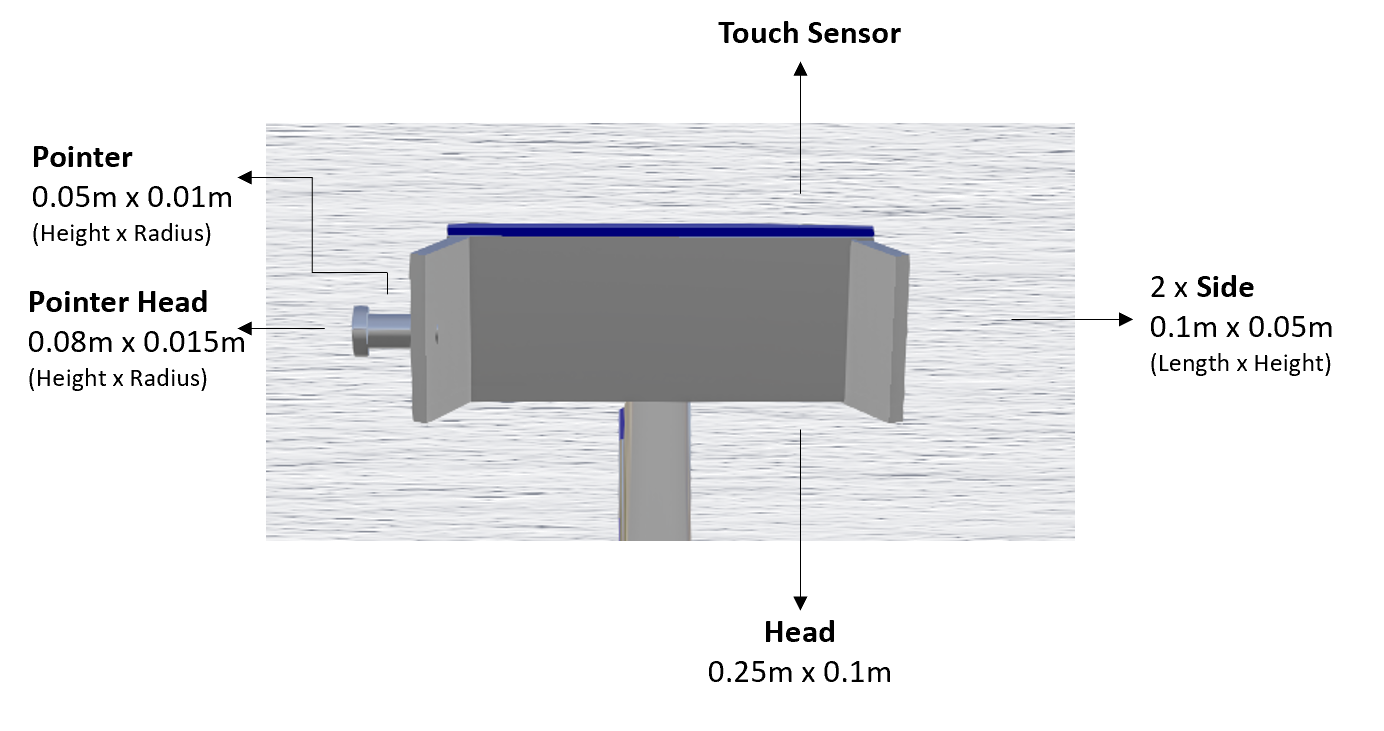 Touch Sensor
Pointer
0.05m x 0.01m
(Height x Radius)
Pointer Head
0.08m x 0.015m
(Height x Radius)
2 x Side
0.1m x 0.05m
(Length x Height)
Head
0.25m x 0.1m